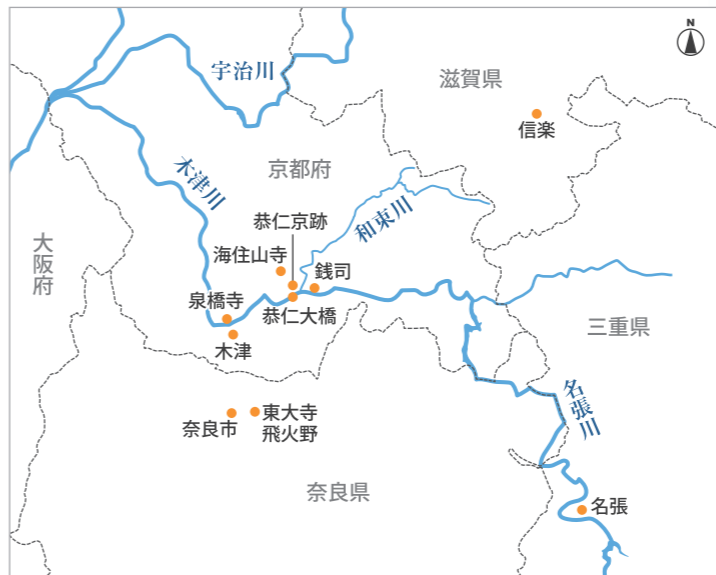 N
宇治川
滋賀県
信楽
京都府
木津川
和束川
恭仁京跡
大阪府
海住山寺
銭司
泉橋寺
恭仁大橋
三重県
木津
名張川
奈良市
東大寺
飛火野
奈良県
名張